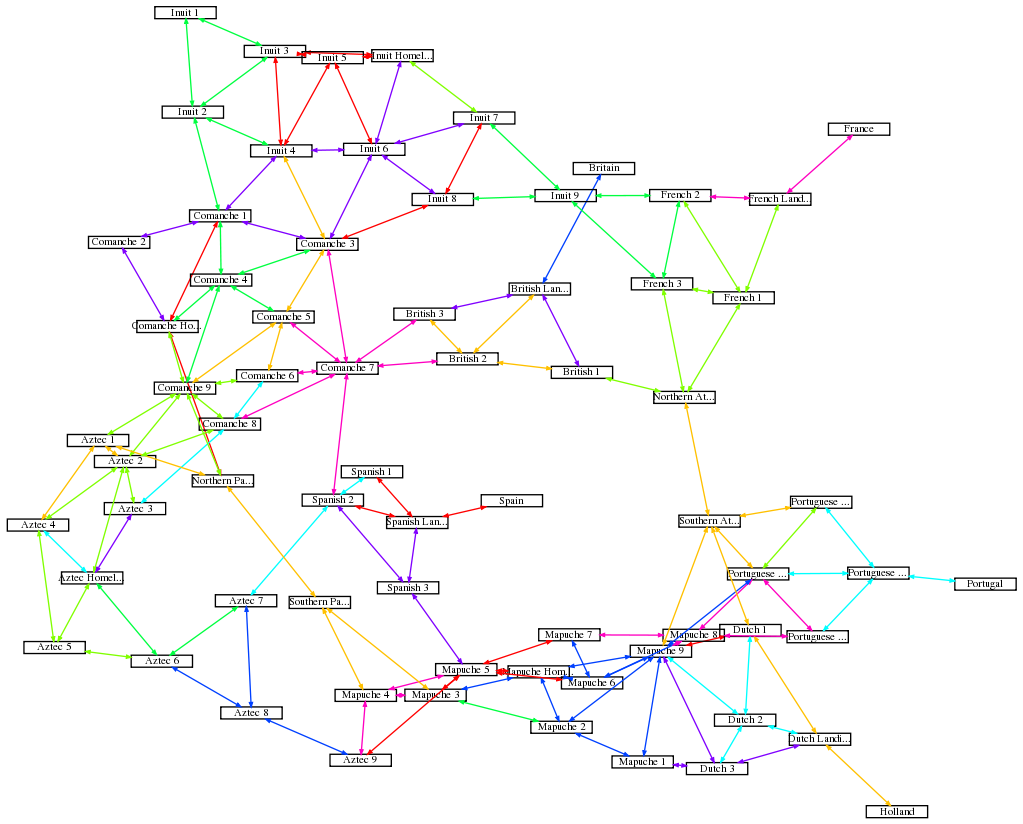 Inuit 1
Inuit 3
Inuit 5
Inuit Homel...
Inuit 2
Inuit 7
France
Inuit 4
Inuit 6
Britain
Inuit 8
Inuit 9
French 2
French Land...
Comanche 1
Comanche 2
Comanche 3
Comanche 4
French 3
British Lan...
French 1
Comanche 5
British 3
Comanche Ho...
British 2
Comanche 7
British 1
Comanche 6
Comanche 9
Northern At...
Comanche 8
Aztec 1
Aztec 2
Spanish 1
Northern Pa...
Spanish 2
Spain
Portuguese ...
Aztec 3
Aztec 4
Spanish Lan...
Southern At...
Aztec Homel...
Portuguese ...
Portuguese ...
Portugal
Spanish 3
Aztec 7
Southern Pa...
Dutch 1
Mapuche 7
Mapuche 8
Portuguese ...
Aztec 5
Mapuche 9
Aztec 6
Mapuche 5
Mapuche Hom...
Mapuche 6
Mapuche 4
Mapuche 3
Aztec 8
Dutch 2
Mapuche 2
Dutch Landi...
Aztec 9
Mapuche 1
Dutch 3
Holland